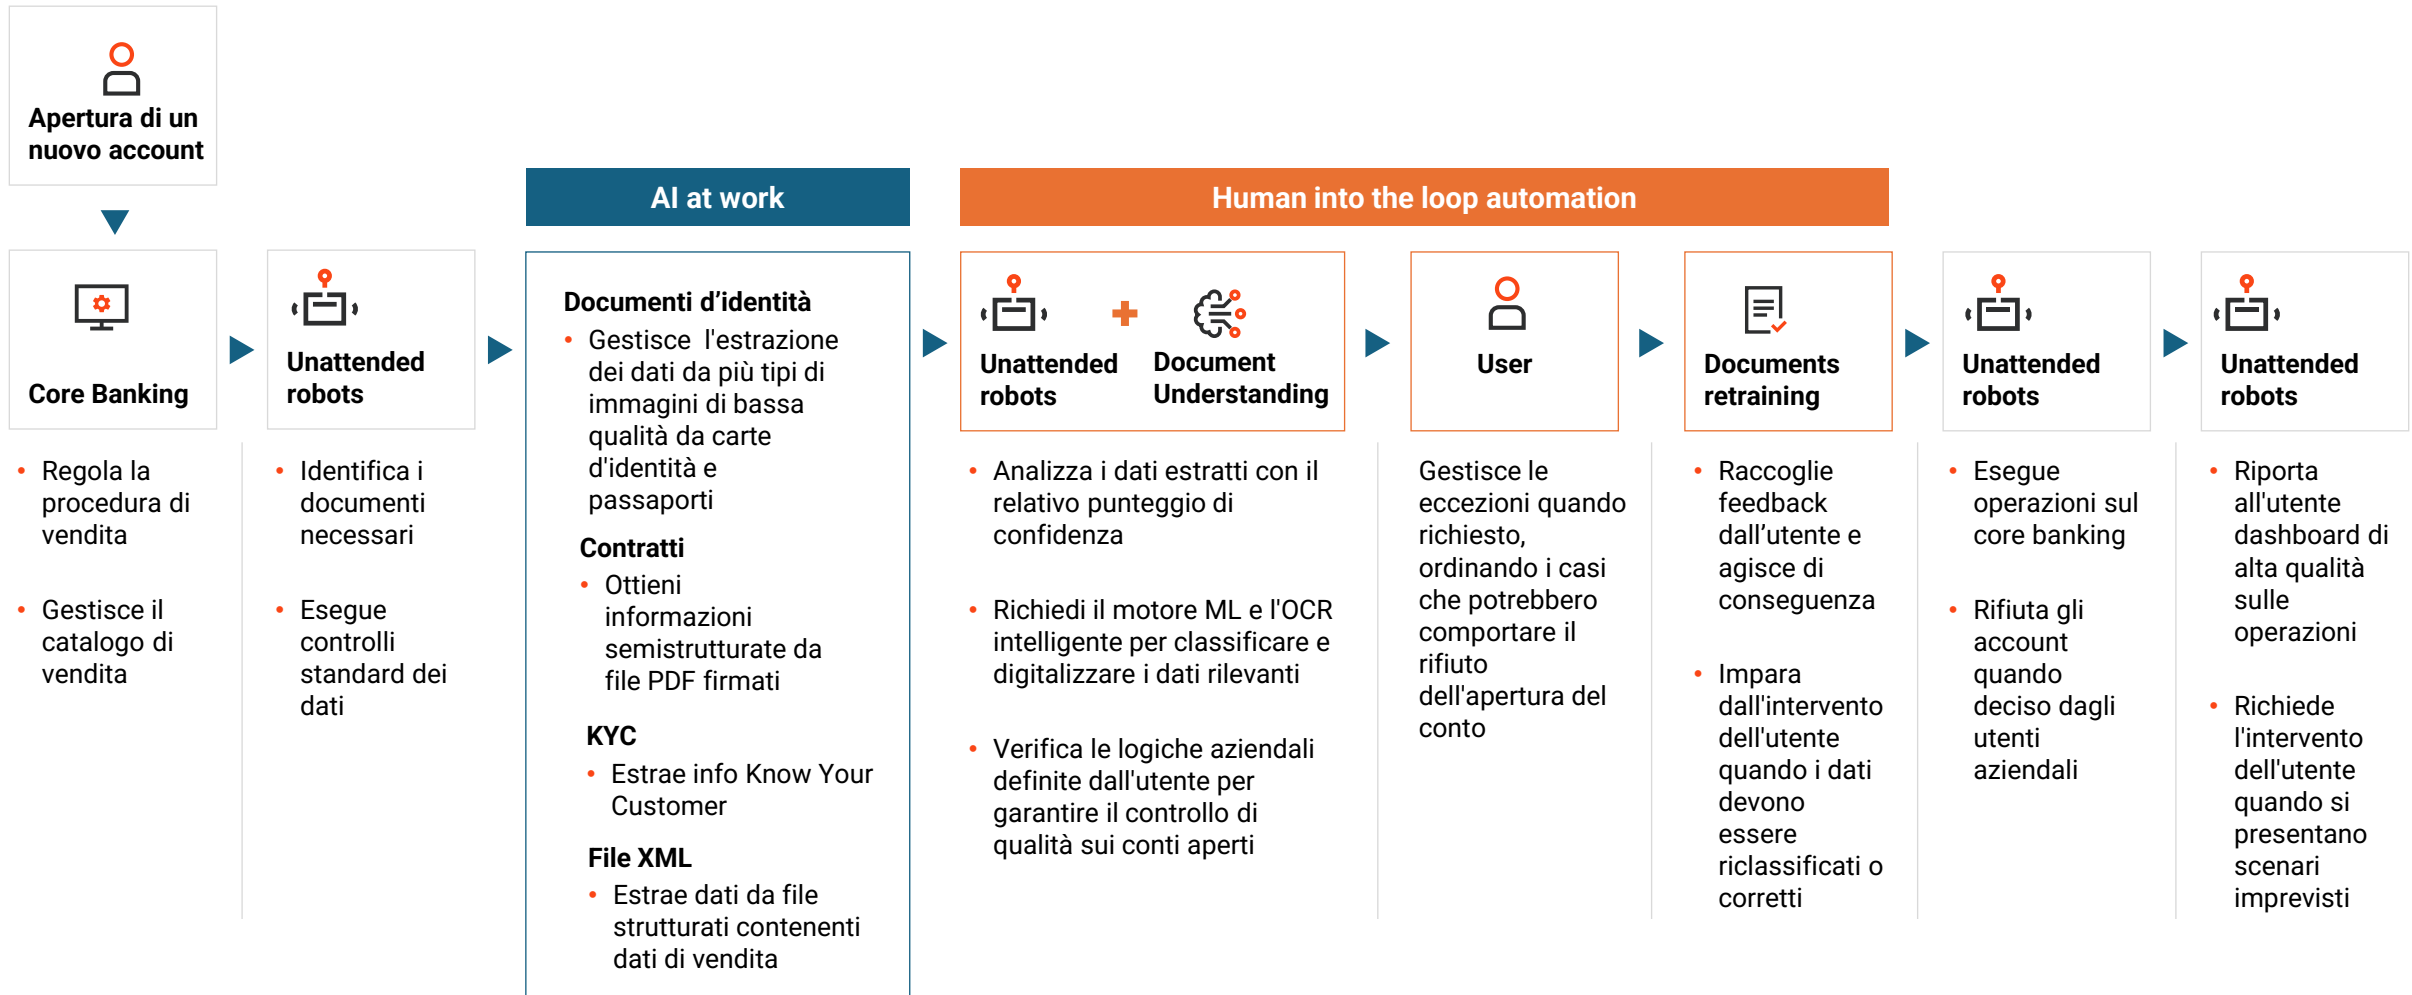 Apertura di un
nuovo account
AI at work
Human into the loop automation
Core Banking
Unattended
robots
Documenti d’identità
• Gestisce l'estrazione
dei dati da più tipi di
immagini di bassa
qualità da carte
d'identità e
passaporti
Contratti
• Ottieni
informazioni
semistrutturate da
file PDF firmati
KYC
• Estrae info Know Your
Customer
File XML
• Estrae dati da file
strutturati contenenti
dati di vendita
Unattended
robots
Document
Understanding
User
Documents
retraining
Unattended
robots
Unattended
robots
• Regola la
procedura di
vendita
• Gestisce il
catalogo di
vendita
• Identifica i
documenti
necessari
• Esegue
controlli
standard dei
dati
• Analizza i dati estratti con il
relativo punteggio di
confidenza
• Richiedi il motore ML e l'OCR
intelligente per classificare e
digitalizzare i dati rilevanti
• Verifica le logiche aziendali
definite dall'utente per
garantire il controllo di
qualità sui conti aperti
Gestisce le
eccezioni quando
richiesto,
ordinando i casi
che potrebbero
comportare il
rifiuto
dell'apertura del
conto
• Raccoglie
feedback
dall’utente e
agisce di
conseguenza
• Impara
dall'intervento
dell'utente
quando i dati
devono
essere
riclassificati o
corretti
• Esegue
operazioni sul
core banking
• Rifiuta gli
account
quando
deciso dagli
utenti
aziendali
• Riporta
all'utente
dashboard di
alta qualità
sulle
operazioni
• Richiede
l'intervento
dell'utente
quando si
presentano
scenari
imprevisti